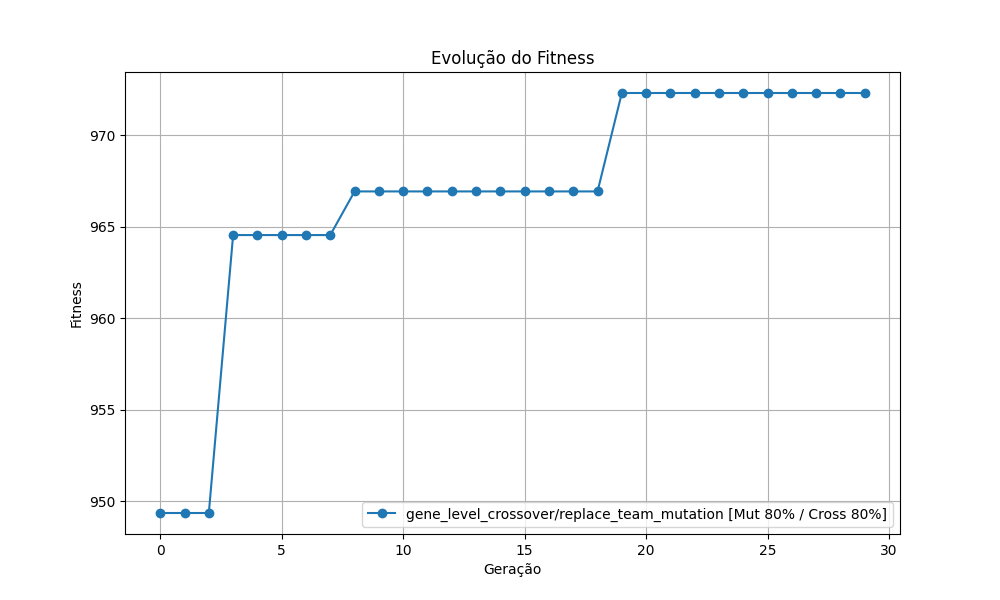 Evolução do Fitness
Fitness
970
965
960
955
950
gene_level_crossover/replace_team_mutation [Mut 80% / Cross 80%]
0 5 10 15 20 25 30
Geração